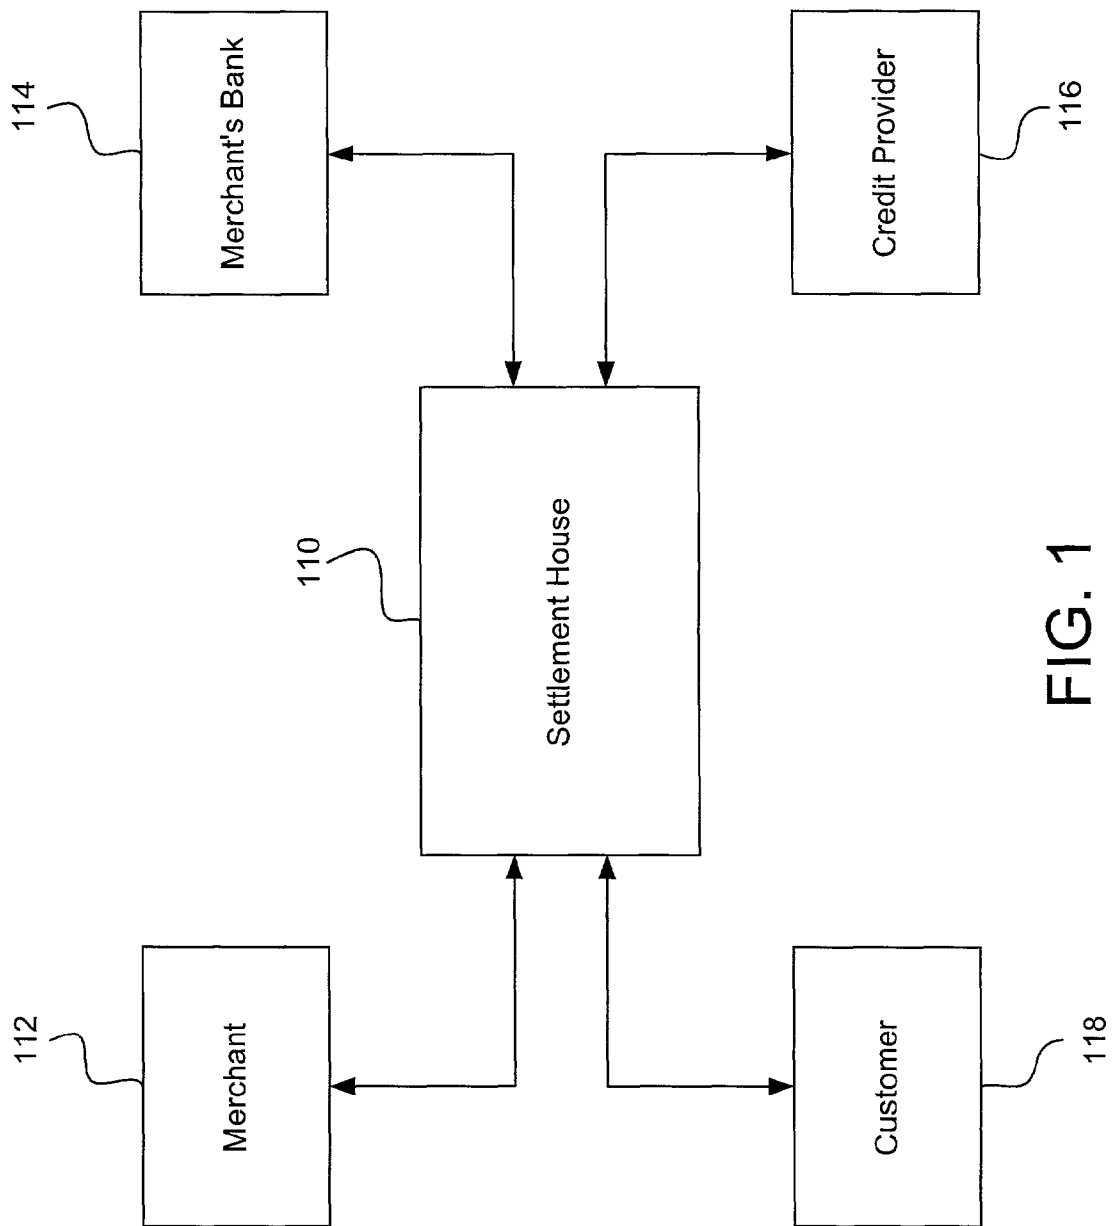 112
Merchant
114
Merchant's Bank
110
Settlement House
118
Customer
116
Credit Provider
FIG. 1